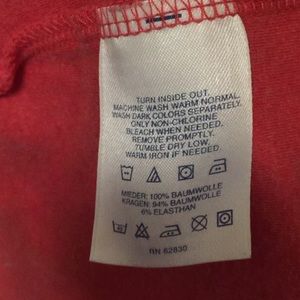 TURN INSIDE OUT.
MACHINE WASH WARM NORMAL.
WASH DARK COLORS SEPARATELY.
ONLY NON-CHLORINE
BLEACH WHEN NEEDED.
REMOVE PROMPTLY.
TUMBLE DRY LOW.
WARM IRON IF NEEDED.
MIEDER: 100% BAUMWOLLE
KRAGEN: 94% BAUMWOLLE
6% ELASTHAN
RN 62830